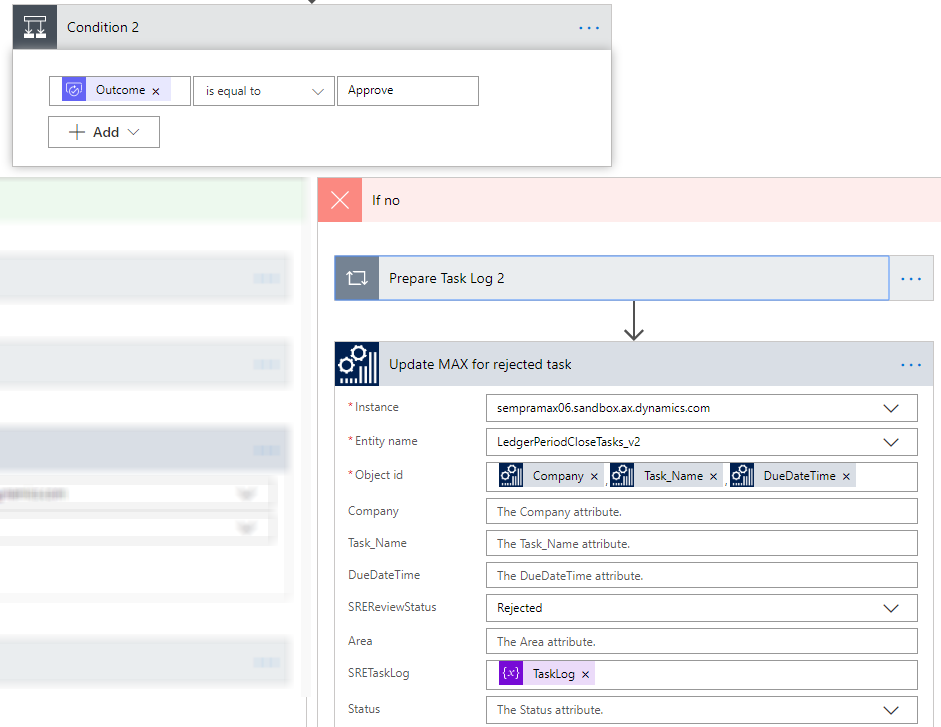 Condition 2
Outcome × is equal to Approve
Add
If no
Prepare Task Log 2
Update MAX for rejected task
* Instance sempramax06.sandbox.ax.dynamics.com
* Entity name LedgerPeriodCloseTasks_v2
* Object id Company × , Task_Name × , DueDateTime ×
Company The Company attribute.
Task_Name The Task_Name attribute.
DueDateTime The DueDateTime attribute.
SREReviewStatus Rejected
Area The Area attribute.
SRETaskLog {x} TaskLog ×
Status The Status attribute.